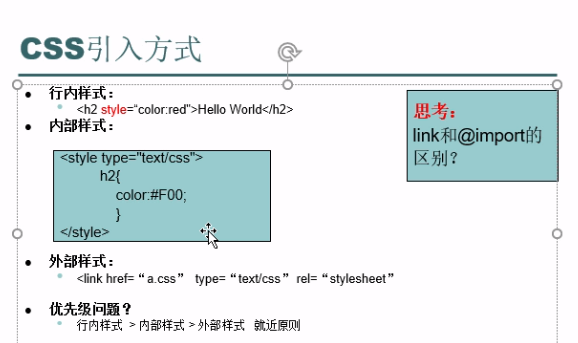 CSS引入方式
行内样式：
<h2 style=“color:red”>Hello World</h2>
内部样式：
<style type="text/css">
h2{
color:#F00;
}
</style>
外部样式：
<link href=“a.css” type=“text/css” rel=“stylesheet”
优先级问题？
行内样式 > 内部样式 > 外部样式 就近原则
思考：
link和@import的
区别？